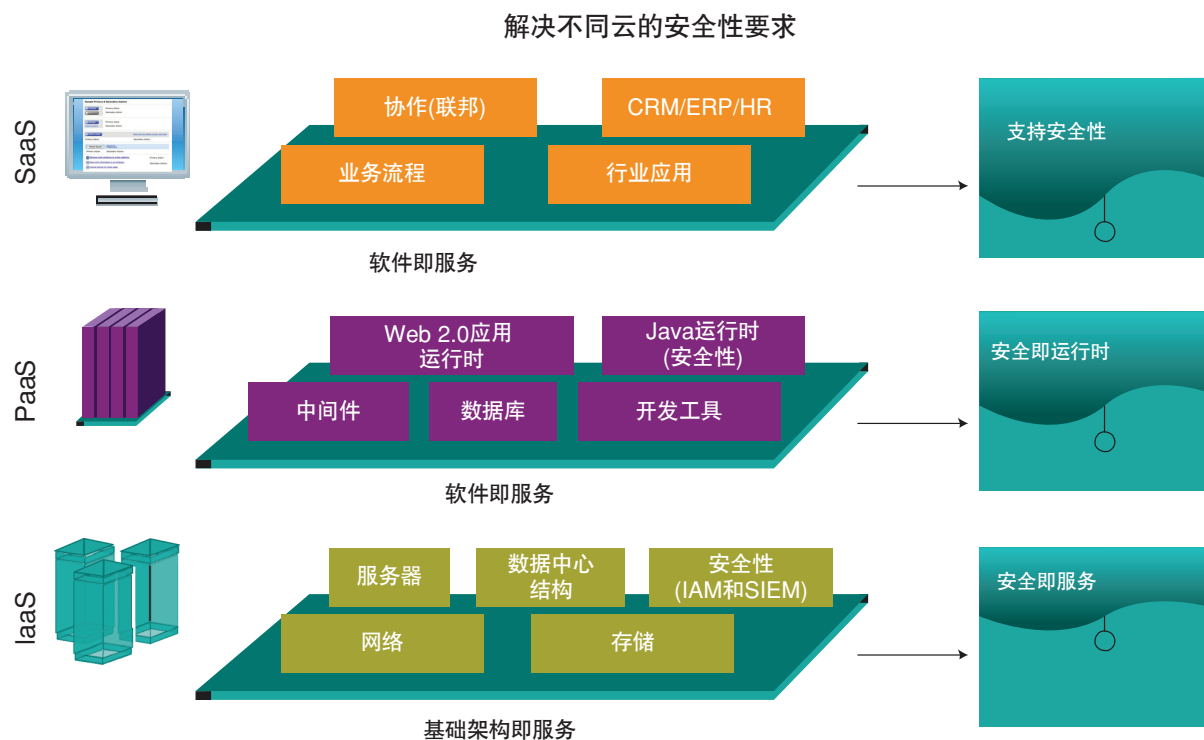 解决不同云的安全性要求
SaaS
协作(联邦)
CRM/ERP/HR
业务流程
行业应用
软件即服务
支持安全性
PaaS
Web 2.0应用
运行时
Java运行时
(安全性)
中间件
数据库
开发工具
软件即服务
安全即运行时
IaaS
服务器
数据中心
结构
安全性
(IAM和SIEM)
网络
存储
基础架构即服务
安全即服务